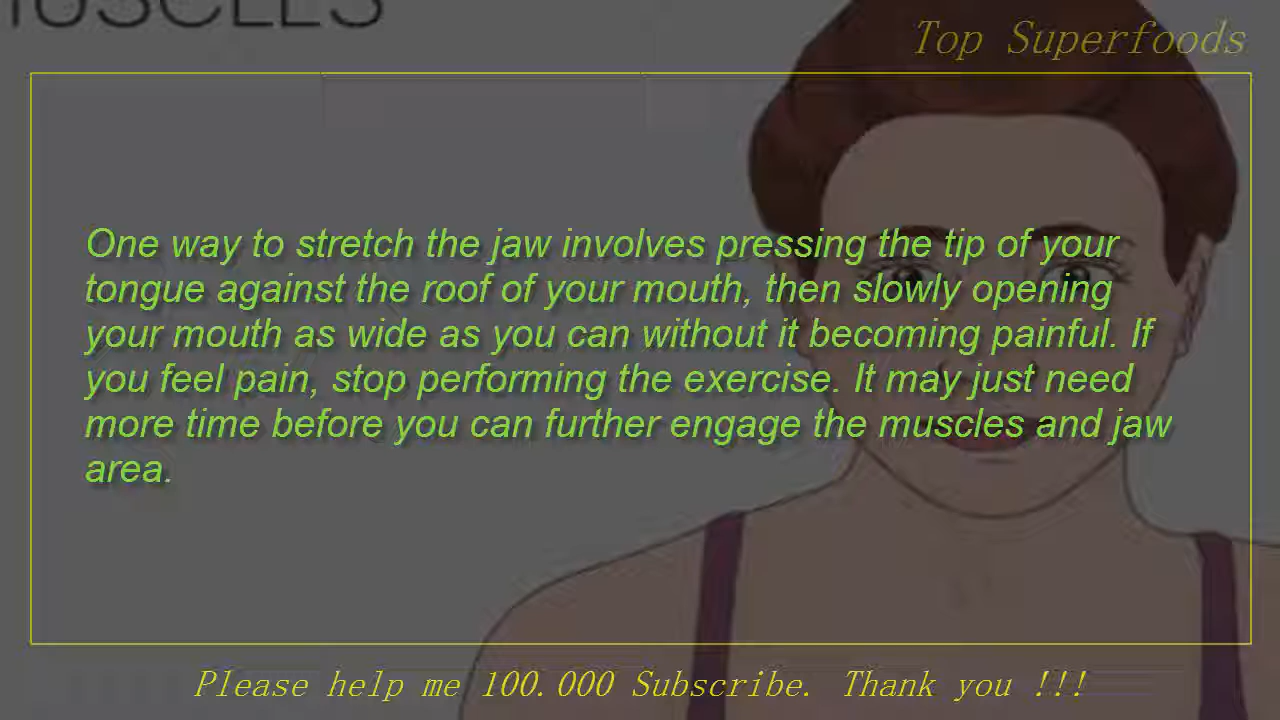 MUSCLES
Top Superfoods
One way to stretch the jaw involves pressing the tip of your
tongue against the roof of your mouth, then slowly opening
your mouth as wide as you can without it becoming painful. If
you feel pain, stop performing the exercise. It may just need
more time before you can further engage the muscles and jaw
area.
Please help me 100.000 Subscribe. Thank you !!!